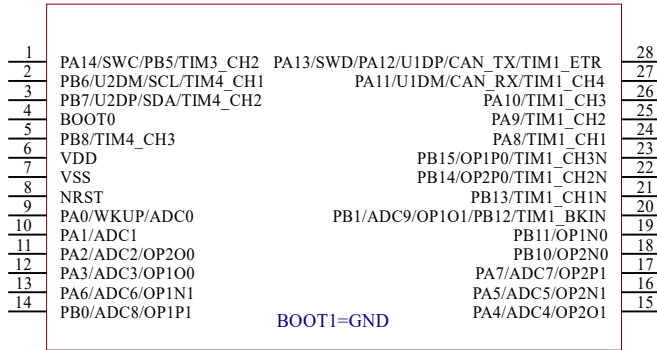 1 PA14/SWC/PB5/TIM3_CH2 PA13/SWD/PA12/U1DP/CAN_TX/TIM1_ETR 28
2 PB6/U2DM/SCL/TIM4_CH1 PA11/U1DM/CAN_RX/TIM1_CH4 27
3 PB7/U2DP/SDA/TIM4_CH2 PA10/TIM1_CH3 26
4 BOOT0 PA9/TIM1_CH2 25
5 PB8/TIM4_CH3 PA8/TIM1_CH1 24
6 VDD PB15/OP1P0/TIM1_CH3N 23
7 VSS PB14/OP2P0/TIM1_CH2N 22
8 NRST PB13/TIM1_CH1N 21
9 PA0/WKUP/ADC0 PB1/ADC9/OP1O1/PB12/TIM1_BKIN 20
10 PA1/ADC1 PB11/OP1N0 19
11 PA2/ADC2/OP2O0 PB10/OP2N0 18
12 PA3/ADC3/OP1O0 PA7/ADC7/OP2P1 17
13 PA6/ADC6/OP1N1 PA5/ADC5/OP2N1 16
14 PB0/ADC8/OP1P1 PA4/ADC4/OP2O1 15
BOOT1=GND